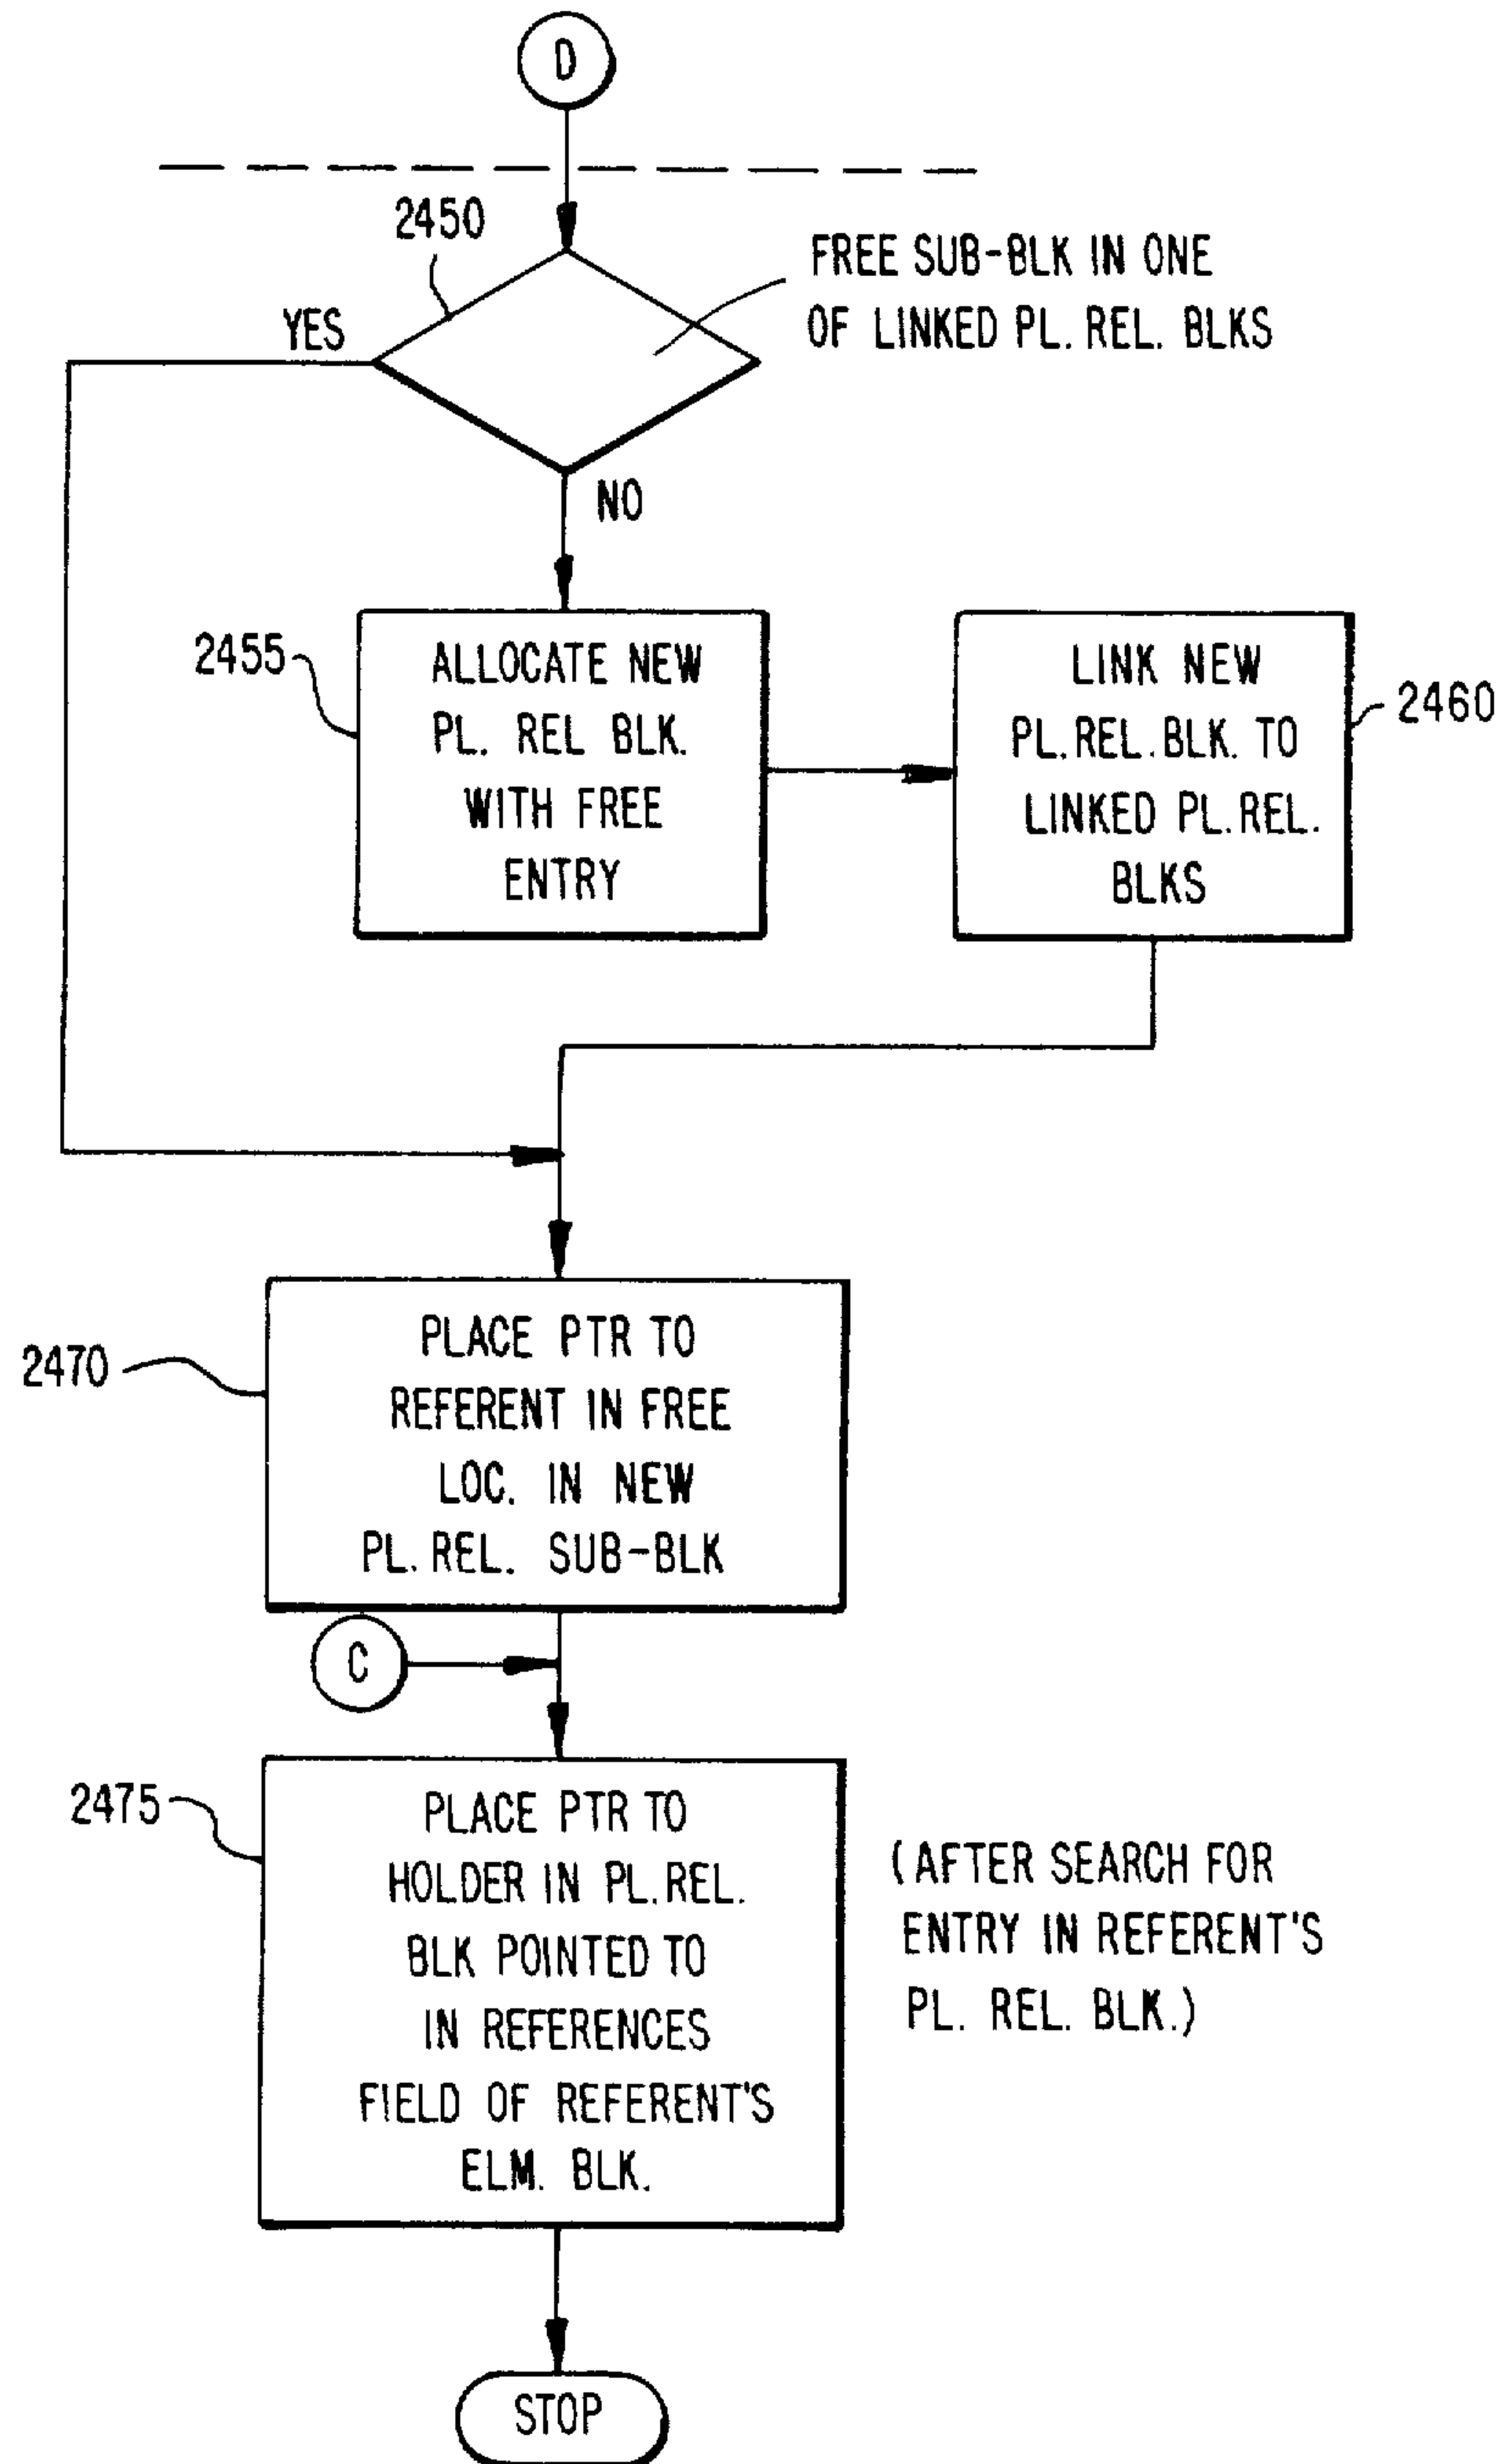 D
2450
FREE SUB-BLK IN ONE
OF LINKED PL. REL. BLKS
YES
NO
2455
ALLOCATE NEW
PL. REL BLK.
WITH FREE
ENTRY
LINK NEW
PL.REL.BLK. TO
LINKED PL.REL.
BLKS
2460
2470
PLACE PTR TO
REFERENT IN FREE
LOC. IN NEW
PL.REL. SUB-BLK
C
2475
PLACE PTR TO
HOLDER IN PL.REL.
BLK POINTED TO
IN REFERENCES
FIELD OF REFERENT'S
ELM. BLK.
(AFTER SEARCH FOR
ENTRY IN REFERENT'S
PL. REL. BLK.)
STOP